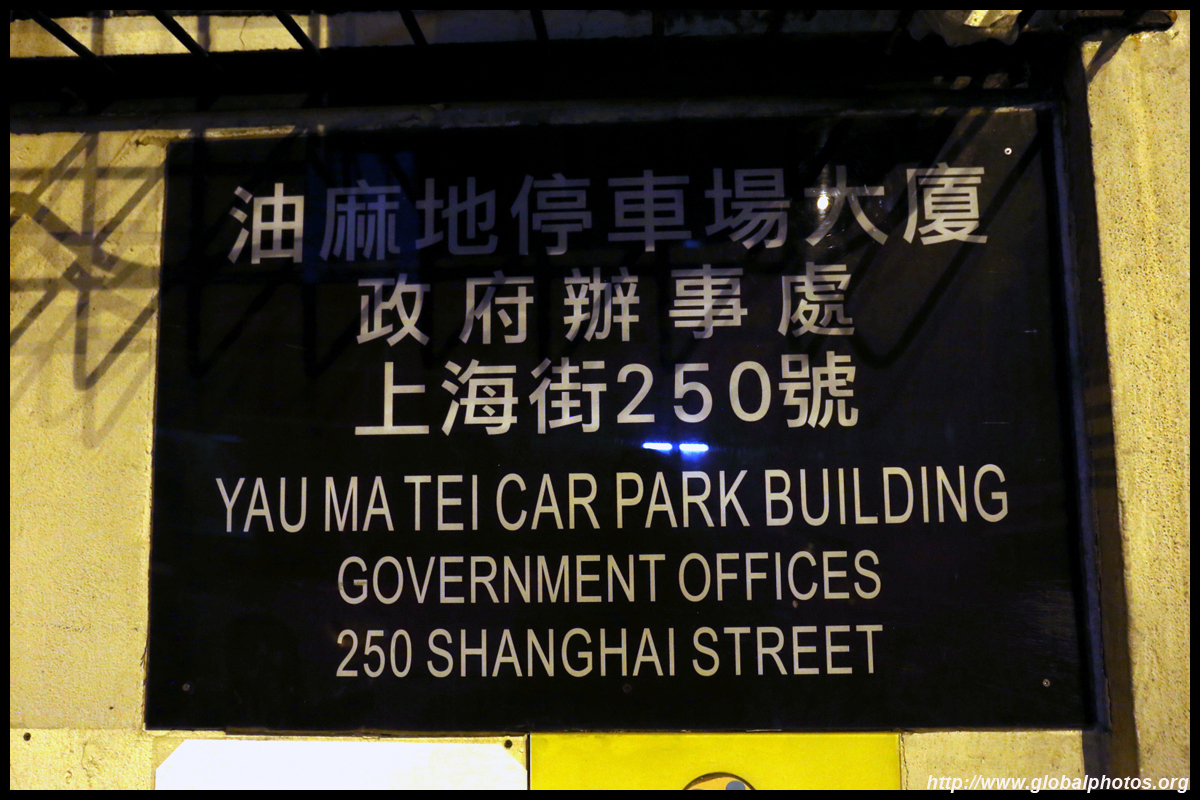 油麻地停車場大廈
政府辦事處
上海街250號
YAU MA TEI CAR PARK BUILDING
GOVERNMENT OFFICES
250 SHANGHAI STREET
http://www.globalphotos.org